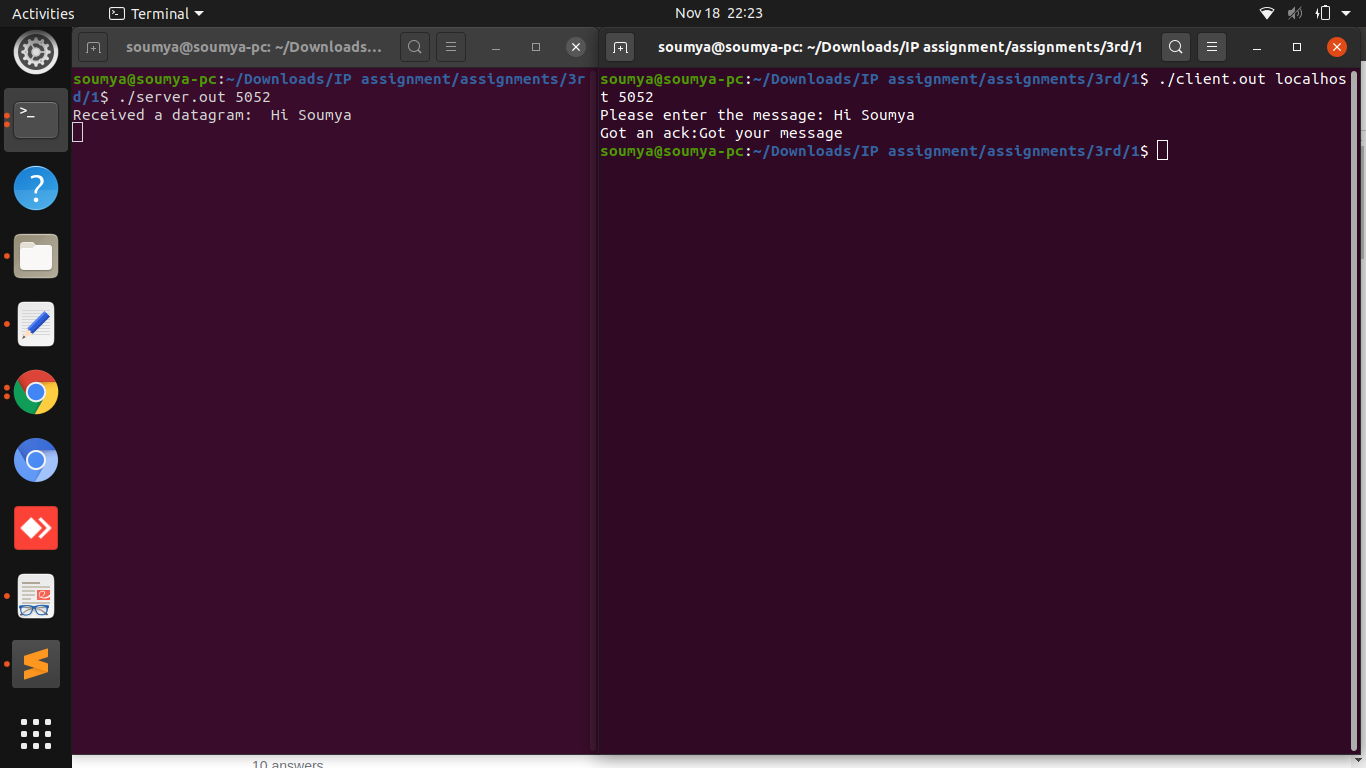 Activities
Terminal
Nov 18 22:23
soumya@soumya-pc: ~/Downloads...
soumya@soumya-pc:~/Downloads/IP assignment/assignments/3r
d/1$ ./server.out 5052
Received a datagram:  Hi Soumya
soumya@soumya-pc: ~/Downloads/IP assignment/assignments/3rd/1
soumya@soumya-pc:~/Downloads/IP assignment/assignments/3rd/1$ ./client.out localhos
t 5052
Please enter the message: Hi Soumya
Got an ack:Got your message
soumya@soumya-pc:~/Downloads/IP assignment/assignments/3rd/1$
10 answers